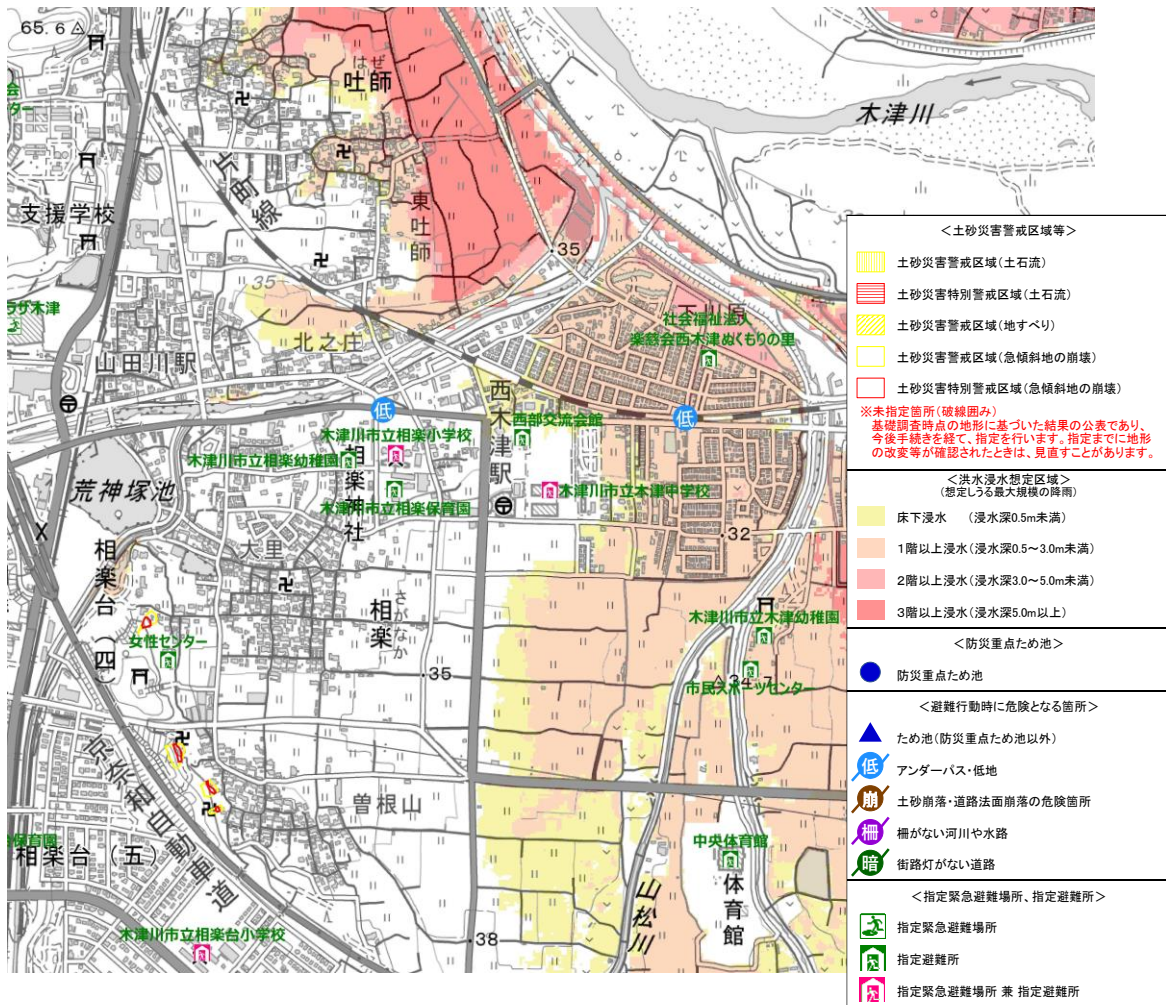 65.6
はぜ
吐師
木津川
会
ター
片町線
支援学校
東吐師
35
35
ラザ木津
下川原
社会福祉法人
楽慈会西木津ぬくもりの里
北之庄
山田川駅
低
低
西木津駅
西部交流会館
木津川市立相楽小学校
木津川市立相楽幼稚園
相楽神社
木津川市立木津中学校
荒神塚池
木津川市立相楽保育園
32
大里
相楽台(四)
相楽
さがなか
木津川市立木津幼稚園
女性センター
35
34.7
市民スポーツセンター
京奈和自動車道
曽根山
保育園
相楽台(五)
中央体育館
体育館
山松川
木津川市立相楽台小学校
38
<土砂災害警戒区域等>
土砂災害警戒区域(土石流)
土砂災害特別警戒区域(土石流)
土砂災害警戒区域(地すべり)
土砂災害警戒区域(急傾斜地の崩壊)
土砂災害特別警戒区域(急傾斜地の崩壊)
※未指定箇所(破線囲み)
基礎調査時点の地形に基づいた結果の公表であり、
今後手続きを経て、指定を行います。指定までに地形
の改変等が確認されたときは、見直すことがあります。
<洪水浸水想定区域>
(想定しうる最大規模の降雨)
床下浸水 (浸水深0.5m未満)
1階以上浸水(浸水深0.5~3.0m未満)
2階以上浸水(浸水深3.0~5.0m未満)
3階以上浸水(浸水深5.0m以上)
<防災重点ため池>
防災重点ため池
<避難行動時に危険となる箇所>
ため池(防災重点ため池以外)
低 アンダーパス・低地
崩 土砂崩落・道路法面崩落の危険箇所
柵 柵がない河川や水路
暗 街路灯がない道路
<指定緊急避難場所、指定避難所>
指定緊急避難場所
指定避難所
指定緊急避難場所 兼 指定避難所